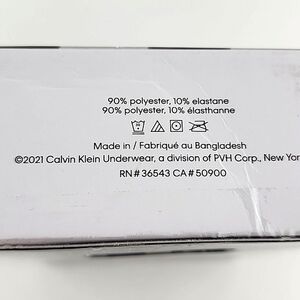 90% polyester, 10% elastane
90% polyester, 10% élasthanne
Made in / Fabriqué au Bangladesh
©2021 Calvin Klein Underwear, a division of PVH Corp., New Yor
RN#36543 CA#50900